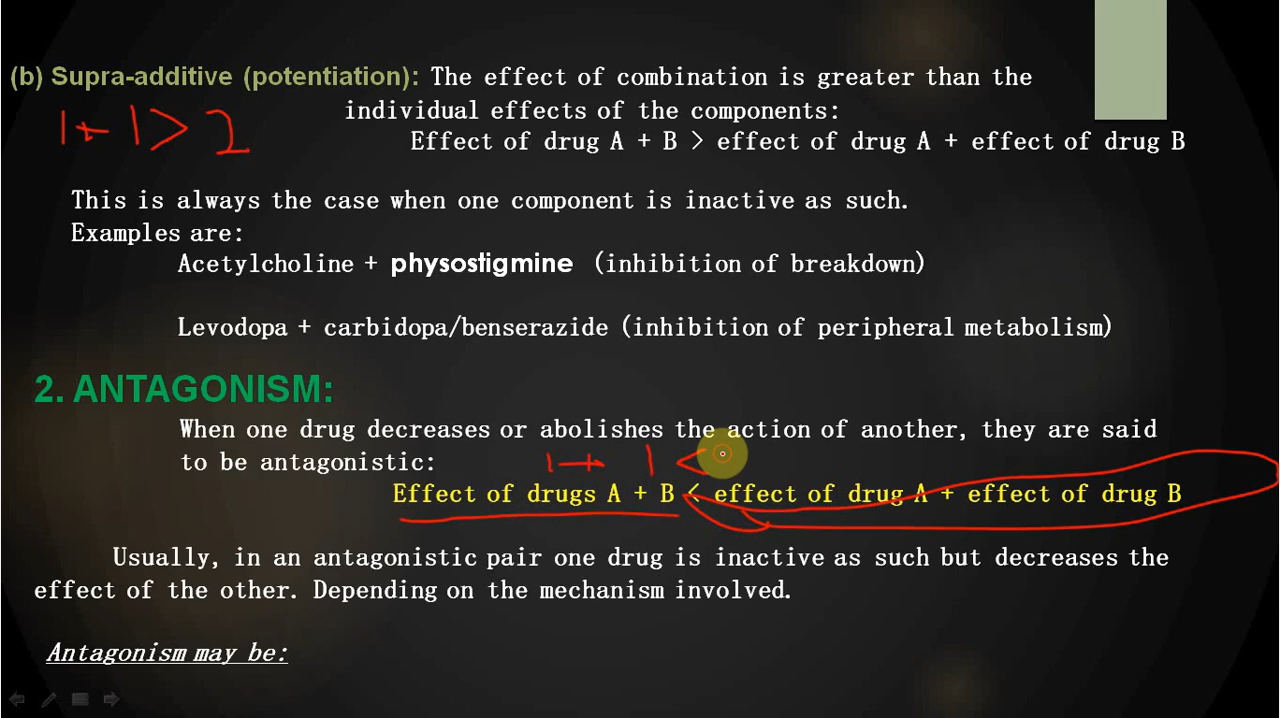 (b) Supra-additive (potentiation): The effect of combination is greater than the
individual effects of the components:
1 + 1 > 2
Effect of drug A + B > effect of drug A + effect of drug B
This is always the case when one component is inactive as such.
Examples are:
Acetylcholine + physostigmine (inhibition of breakdown)
Levodopa + carbidopa/benserazide (inhibition of peripheral metabolism)
2. ANTAGONISM:
When one drug decreases or abolishes the action of another, they are said
to be antagonistic:
1 + 1 <
Effect of drugs A + B < effect of drug A + effect of drug B
Usually, in an antagonistic pair one drug is inactive as such but decreases the
effect of the other. Depending on the mechanism involved.
Antagonism may be: